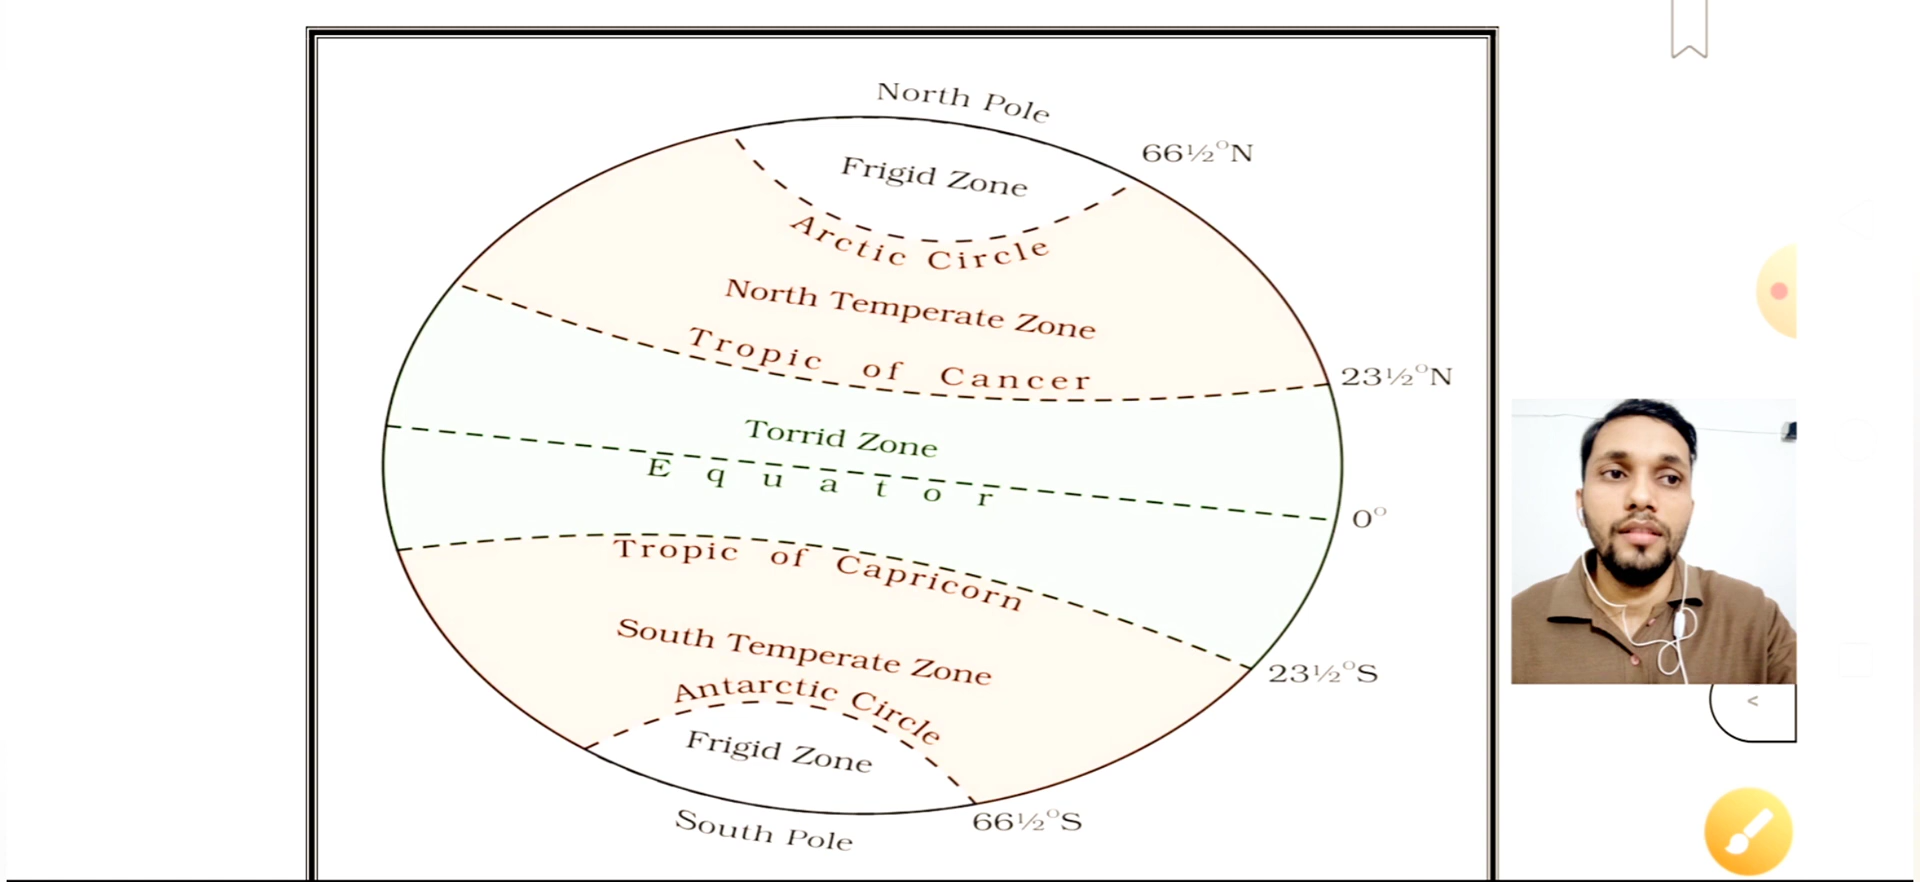 North Pole
66½°N
Frigid Zone
Arctic Circle
North Temperate Zone
Tropic of Cancer
23½°N
Torrid Zone
Equator
0°
Tropic of Capricorn
South Temperate Zone
23½°S
Antarctic Circle
Frigid Zone
66½°S
South Pole
<